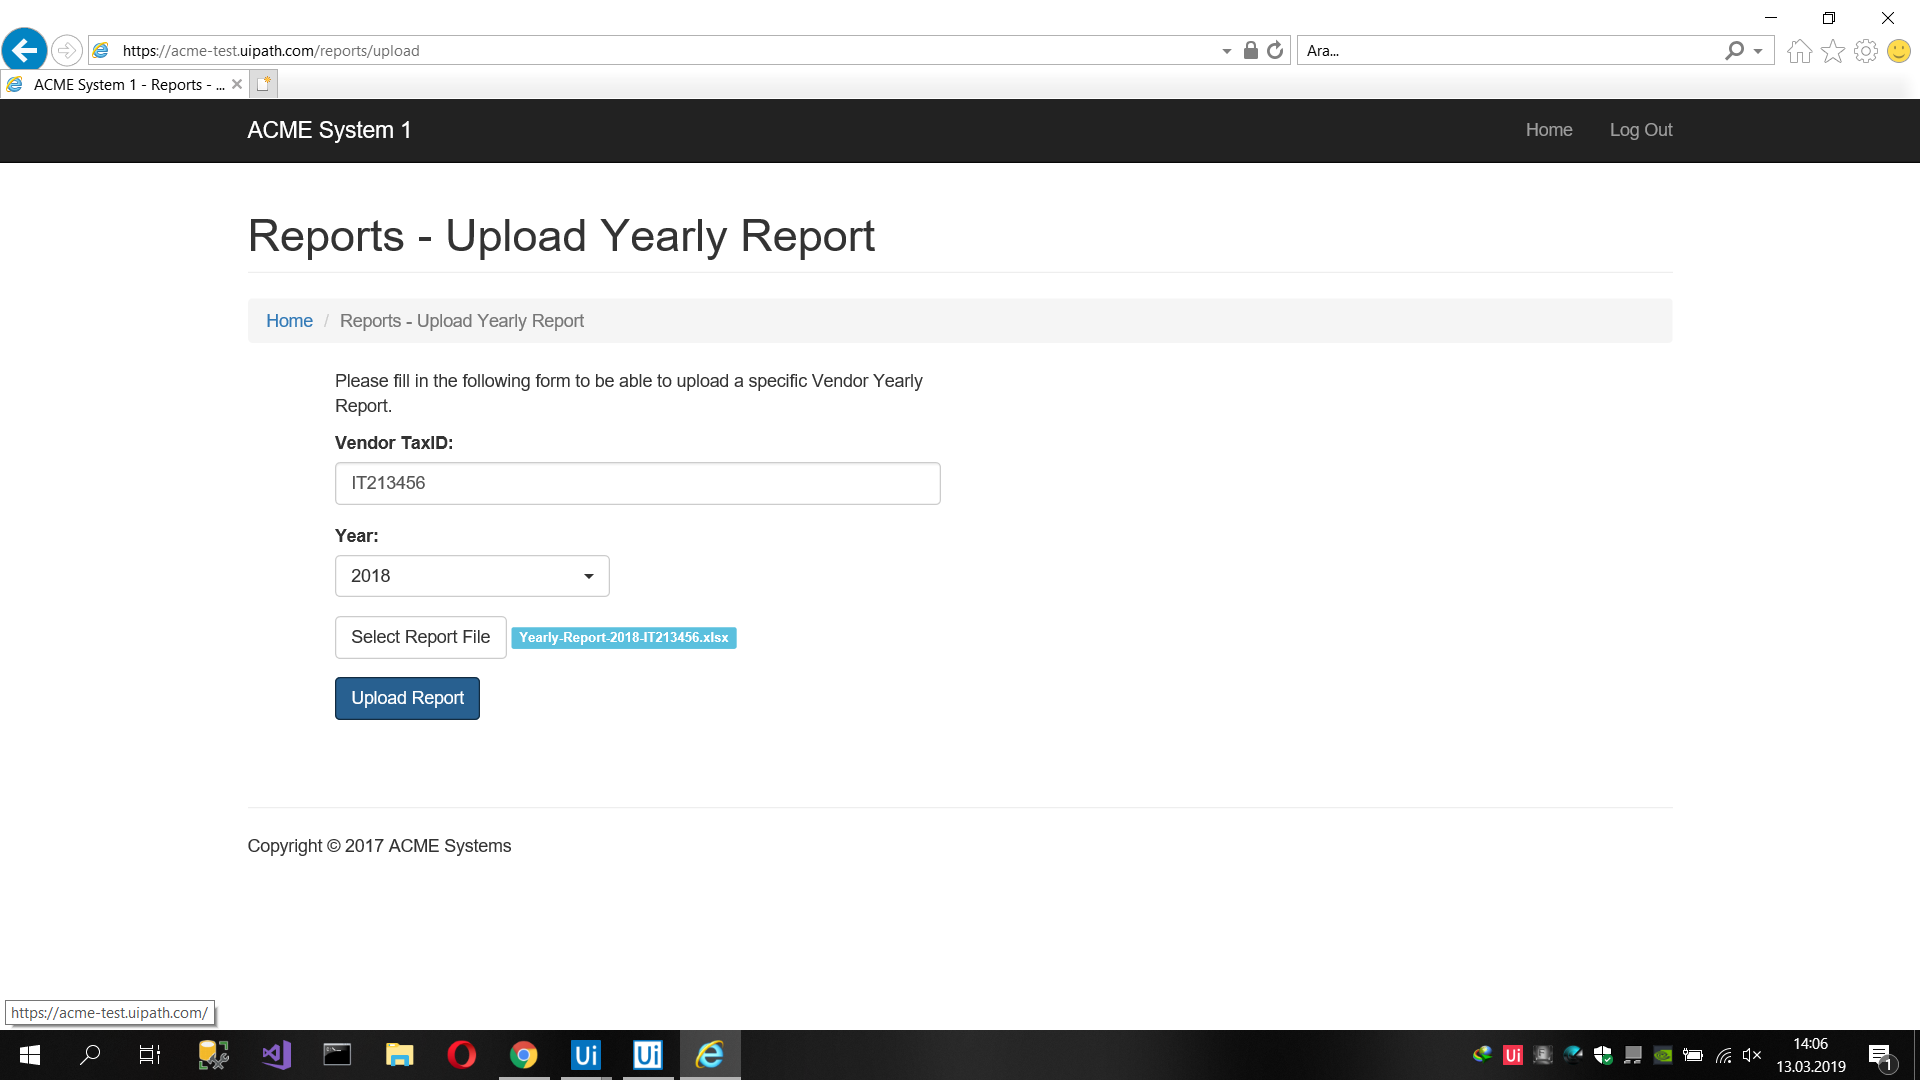 https://acme-test.uipath.com/reports/upload
Ara...
ACME System 1 - Reports - ...
ACME System 1
Home
Log Out
Reports - Upload Yearly Report
Home / Reports - Upload Yearly Report
Please fill in the following form to be able to upload a specific Vendor Yearly
Report.
Vendor TaxID:
IT213456
Year:
2018
Select Report File
Yearly-Report-2018-IT213456.xlsx
Upload Report
Copyright © 2017 ACME Systems
https://acme-test.uipath.com/
Ui
Ui
Ui
14:06
13.03.2019
1